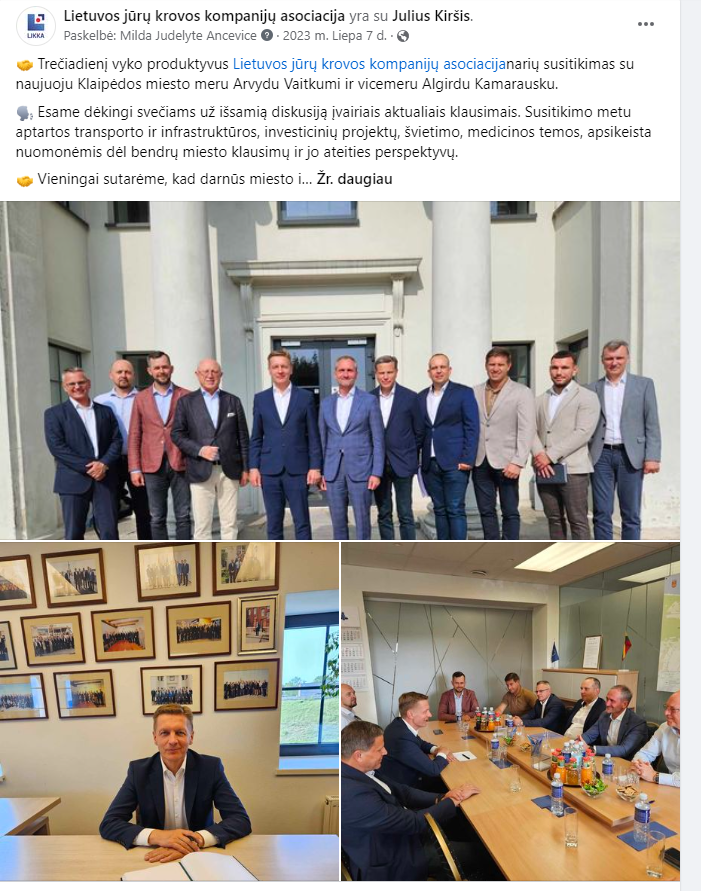 Lietuvos jūrų krovos kompanijų asociacija yra su Julius Kiršis.
LJKKA
Paskelbė: Milda Judelyte Ancevice · 2023 m. Liepa 7 d. ·
🤝 Trečiadienį vyko produktyvus Lietuvos jūrų krovos kompanijų asociacijanarių susitikimas su
naujuoju Klaipėdos miesto meru Arvydu Vaitkumi ir vicemeru Algirdu Kamarausku.
🗣️ Esame dėkingi svečiams už išsamią diskusiją įvairiais aktualiais klausimais. Susitikimo metu
aptartos transporto ir infrastruktūros, investicinių projektų, švietimo, medicinos temos, apsikeista
nuomonėmis dėl bendrų miesto klausimų ir jo ateities perspektyvų.
🤝 Vieningai sutarėme, kad darnūs miesto i... Žr. daugiau